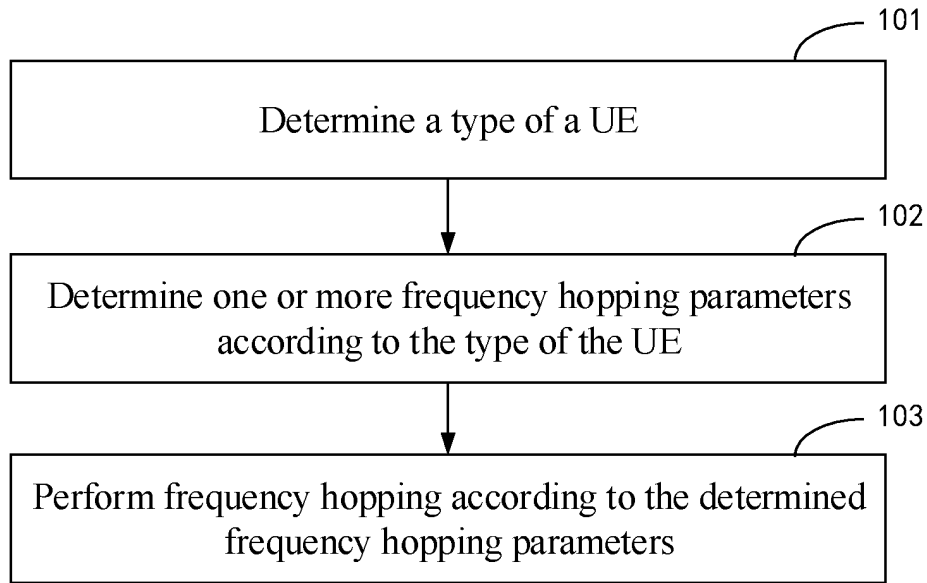 101
Determine a type of a UE
102
Determine one or more frequency hopping parameters
according to the type of the UE
103
Perform frequency hopping according to the determined
frequency hopping parameters